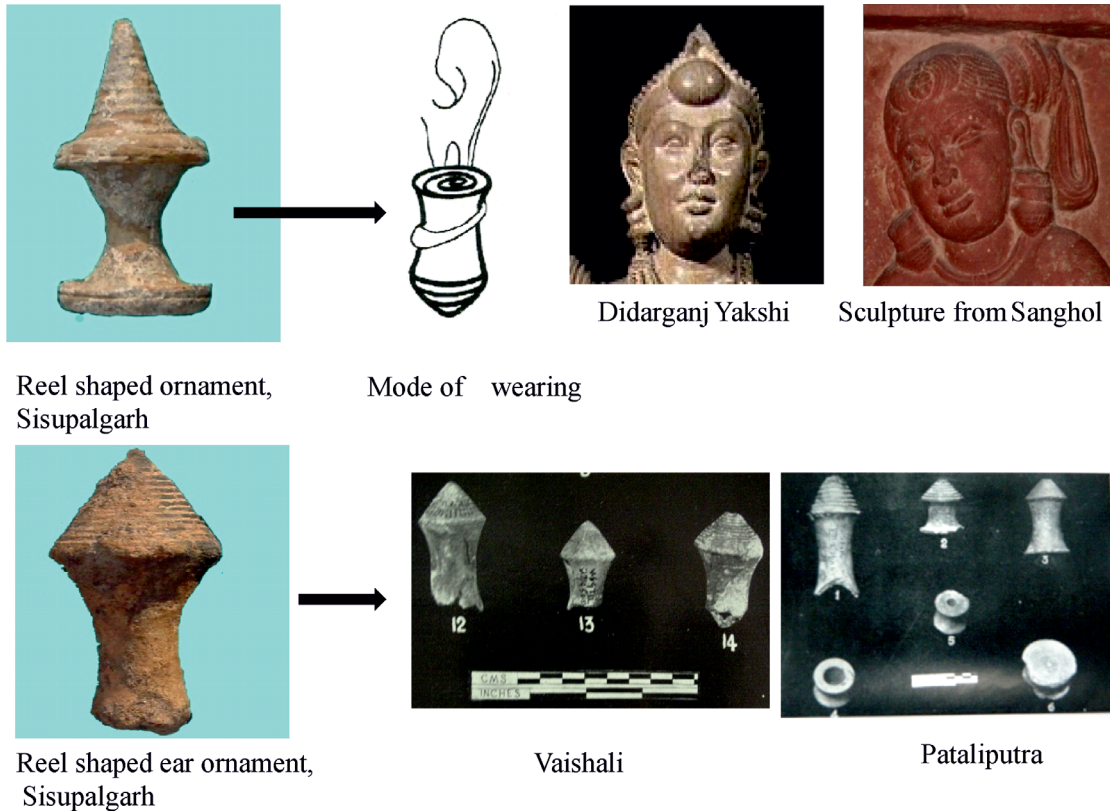 Didarganj Yakshi
Sculpture from Sanghol
Reel shaped ornament,
Sisupalgarh
Mode of wearing
12
13
14
CMS.
INCHES
1
2
3
5
4
6
Reel shaped ear ornament,
Sisupalgarh
Vaishali
Pataliputra